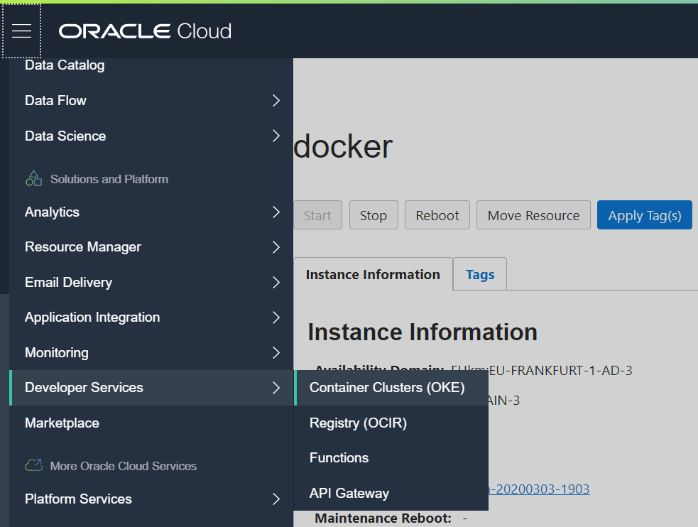 ORACLE Cloud
Data Catalog
Data Flow
Data Science
Solutions and Platform
Analytics
Resource Manager
Email Delivery
Application Integration
Monitoring
Developer Services
Marketplace
More Oracle Cloud Services
Platform Services
Container Clusters (OKE)
Registry (OCIR)
Functions
API Gateway
docker
Start
Stop
Reboot
Move Resource
Apply Tag(s)
Instance Information
Tags
Instance Information
Availability Domain: EUkm:EU-FRANKFURT-1-AD-3
AIN-3
-20200303-1903
Maintenance Reboot: -